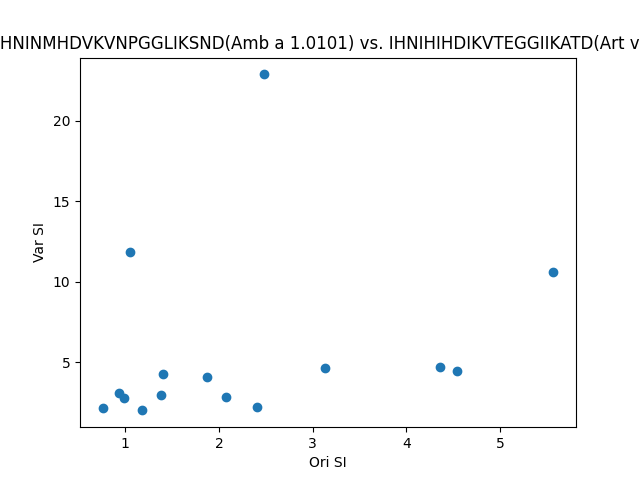 HNINMHDVKVNPGGLIKSND(Amb a 1.0101) vs. IHNIHIHDIKVTEGGIIKATD(Art v
20
15
10
5
Var SI
1 2 3 4 5
Ori SI